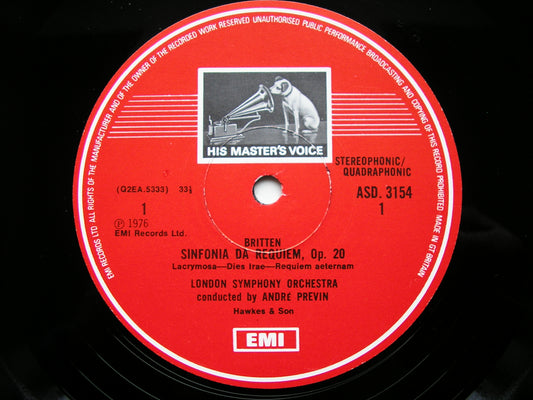 EMI RECORDS LTD ALL RIGHTS OF THE MANUFACTURER AND OF THE OWNER OF THE RECORDED WORK RESERVED UNAUTHORISED PUBLIC PERFORMANCE BROADCASTING AND COPYING OF THIS RECORD PROHIBITED MADE IN GT BRITAIN
HIS MASTER'S VOICE
STEREOPHONIC/
QUADRAPHONIC
(Q2EA.5333) 33⅓
ASD. 3154
1
1
℗ 1976
EMI Records Ltd.
BRITTEN
SINFONIA DA REQUIEM, Op. 20
Lacrymosa—Dies Irae—Requiem aeternam
LONDON SYMPHONY ORCHESTRA
conducted by ANDRÉ PREVIN
Hawkes & Son
EMI